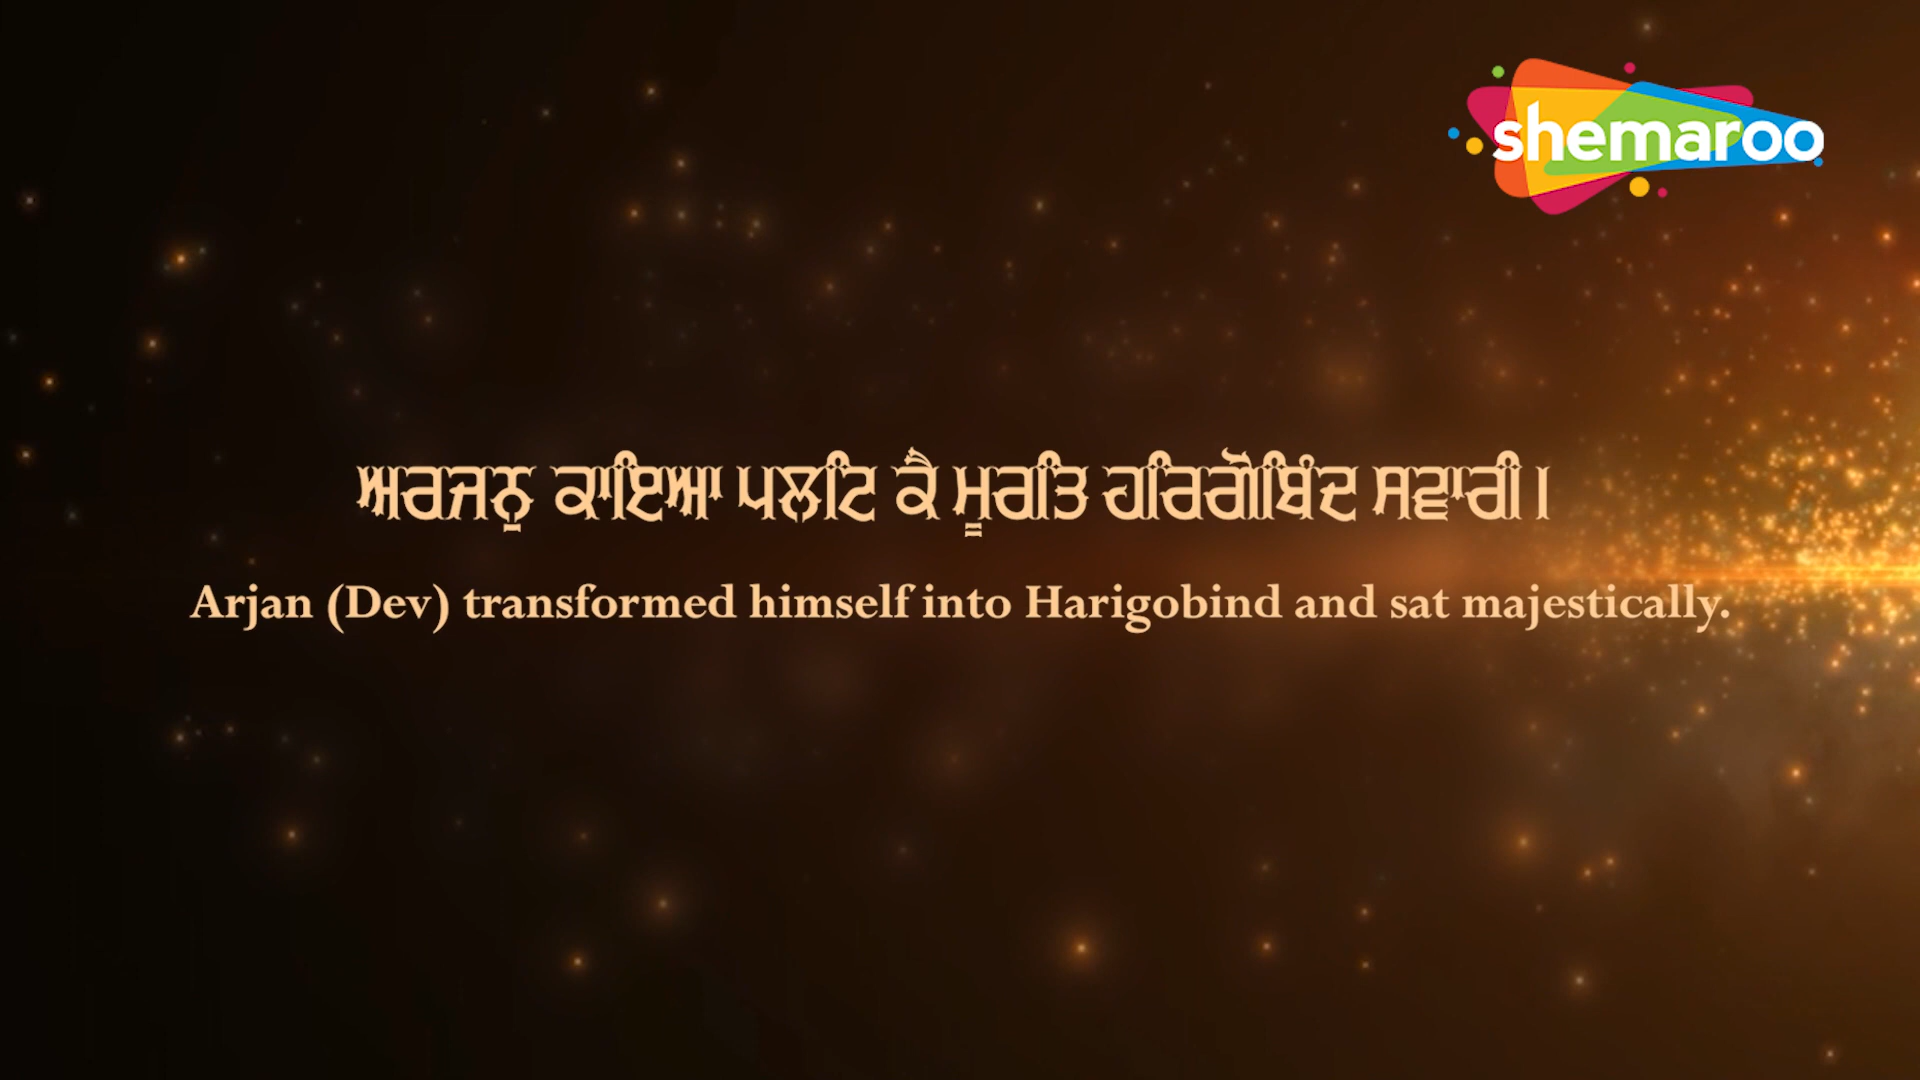 shemaroo
ਅਰਜਨੁ ਕਾਇਆ ਪਲਟਿ ਕੈ ਮੂਰਤਿ ਹਰਿਗੋਬਿੰਦ ਸਵਾਰੀ।
Arjan (Dev) transformed himself into Harigobind and sat majestically.